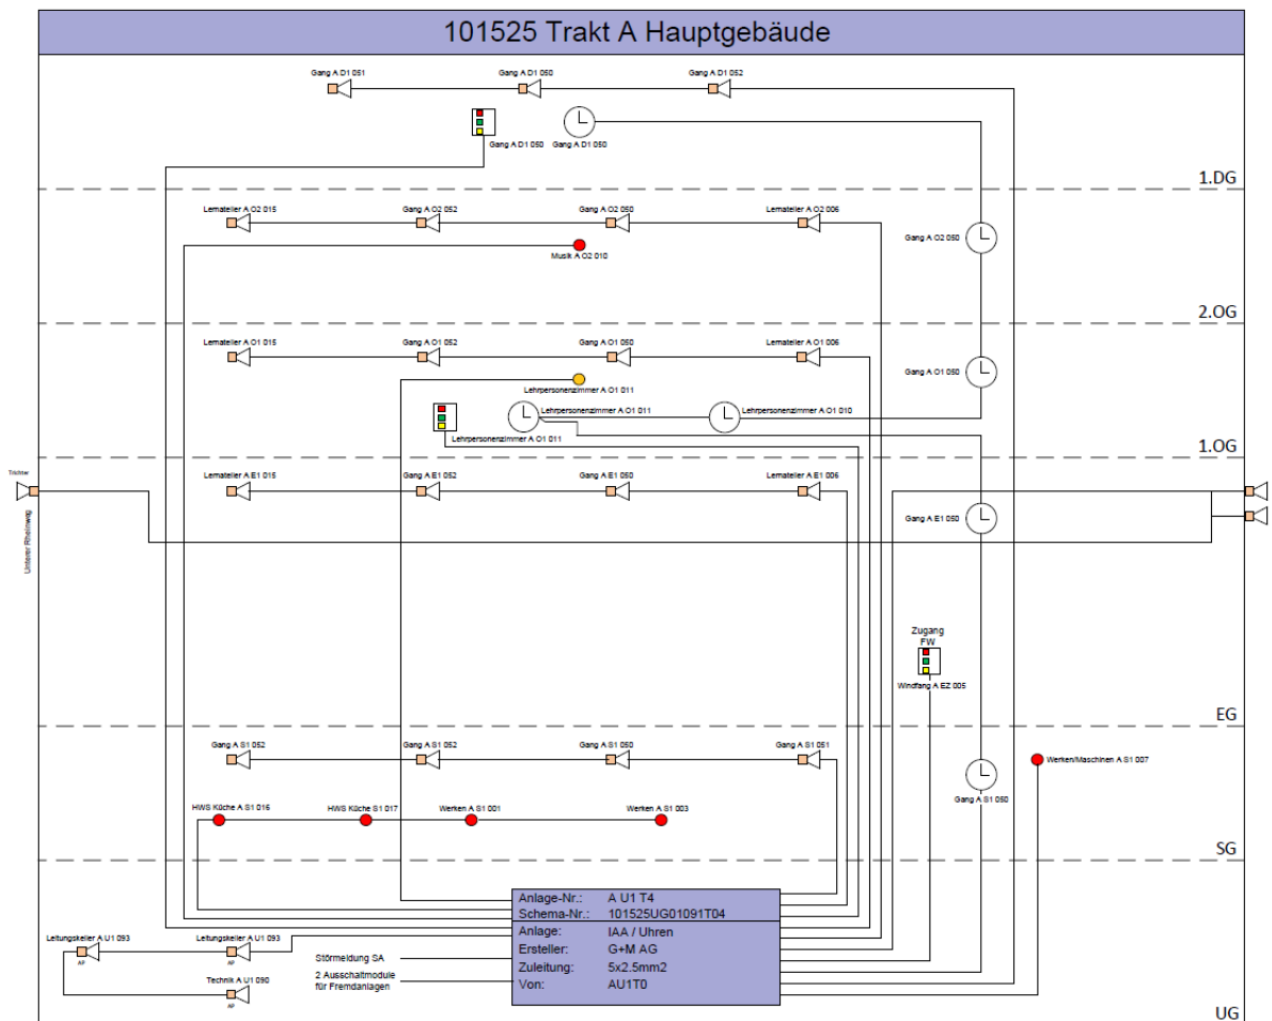 101525 Trakt A Hauptgebäude
Gang A D1 051
Gang A D1 050
Gang A D1 052
Gang A D1 050
Gang A D1 050
1.DG
Lernatelier A O2 015
Gang A O2 052
Gang A O2 050
Lernatelier A O2 006
Gang A O2 050
Musik A O2 010
2.OG
Lernatelier A O1 015
Gang A O1 052
Gang A O1 050
Lernatelier A O1 006
Gang A O1 050
Lehrpersonenzimmer A O1 011
Lehrpersonenzimmer A O1 011
Lehrpersonenzimmer A O1 010
Lehrpersonenzimmer A O1 011
1.OG
Trichter
Unterer Rheinweg
Lernatelier A E1 015
Gang A E1 052
Gang A E1 050
Lernatelier A E1 006
Gang A E1 050
Zugang
FW
Windfang A EZ 005
EG
Gang A S1 052
Gang A S1 052
Gang A S1 050
Gang A S1 051
Werken/Maschinen A S1 007
Gang A S1 050
HWS Küche A S1 016
HWS Küche S1 017
Werken A S1 001
Werken A S1 003
SG
Anlage-Nr.: A U1 T4
Schema-Nr.: 101525UG01091T04
Anlage: IAA / Uhren
Ersteller: G+M AG
Zuleitung: 5x2.5mm2
Von: AU1T0
Leitungskeller A U1 093
AP
Leitungskeller A U1 093
AP
Technik A U1 090
AP
Störmeldung SA
2 Ausschaltmodule
für Fremdanlagen
UG